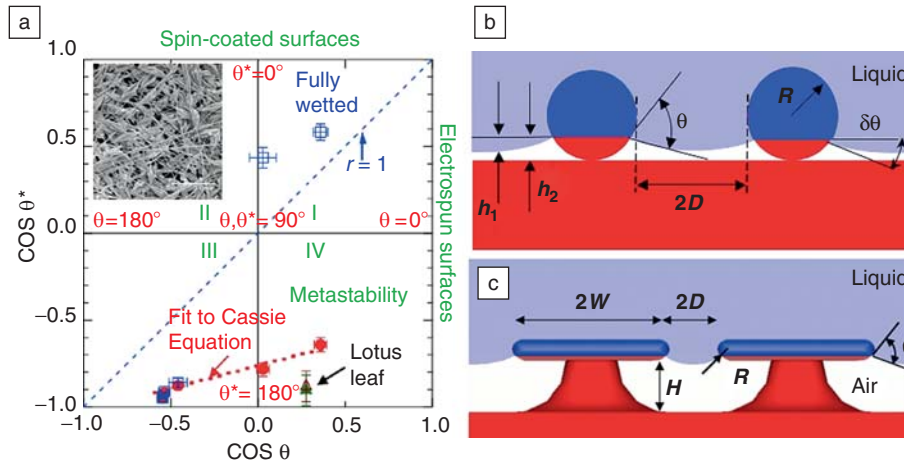 a
Spin-coated surfaces
1.0
0.5
0.0
−0.5
−1.0
COS θ*
θ*=0°
Fully
wetted
r = 1
θ=180°
θ,θ*= 90°
θ=0°
II
I
III
IV
Metastability
Fit to Cassie
Equation
Lotus
leaf
θ*= 180°
-1.0
-0.5
0.0
0.5
1.0
COS θ
Electrospun surfaces
b
Liquid
R
θ
δθ
h1
h2
2D
c
Liquid
2W
2D
H
R
Air